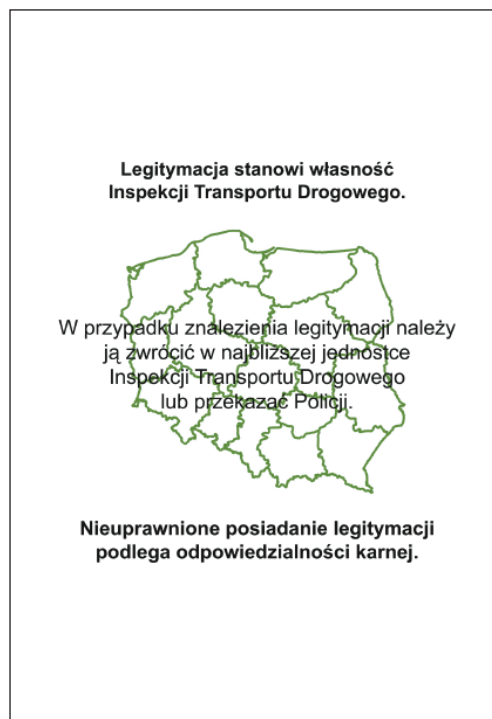 Legitymacja stanowi własność
Inspekcji Transportu Drogowego.
W przypadku znalezienia legitymacji należy
ją zwrócić w najbliższej jednostce
Inspekcji Transportu Drogowego
lub przekazać Policji.
Nieuprawnione posiadanie legitymacji
podlega odpowiedzialności karnej.